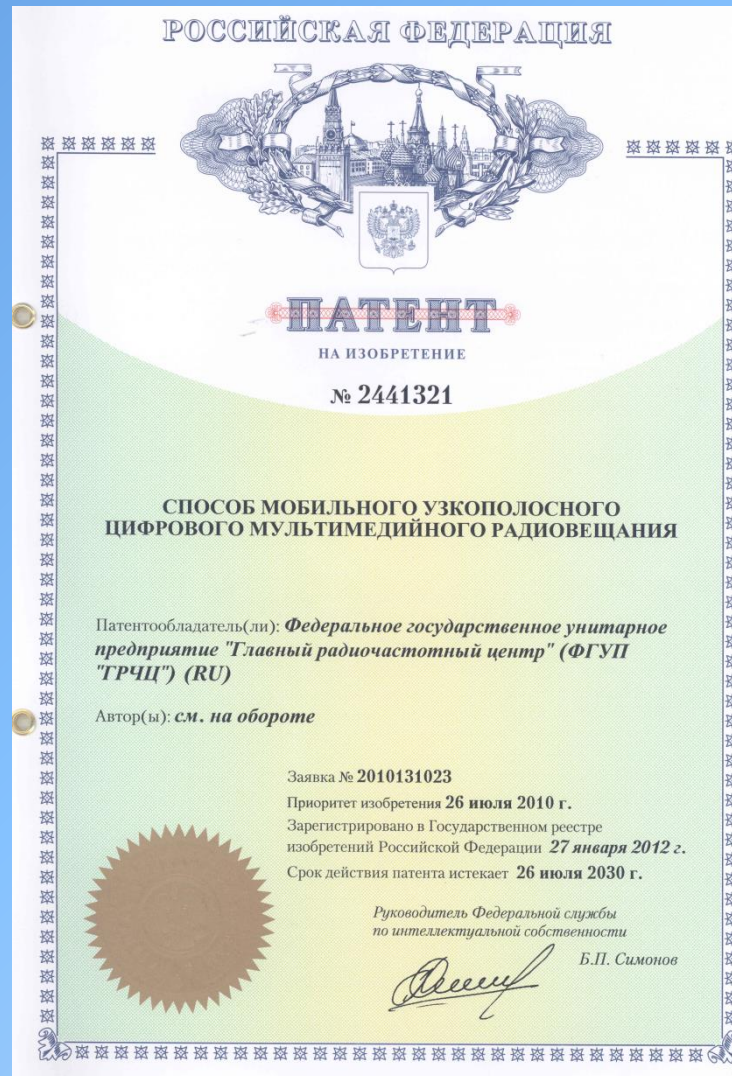 РОССИЙСКАЯ ФЕДЕРАЦИЯ
ПАТЕНТ
НА ИЗОБРЕТЕНИЕ
№ 2441321
СПОСОБ МОБИЛЬНОГО УЗКОПОЛОСНОГО
ЦИФРОВОГО МУЛЬТИМЕДИЙНОГО РАДИОВЕЩАНИЯ
Патентообладатель(ли): Федеральное государственное унитарное
предприятие "Главный радиочастотный центр" (ФГУП
"ГРЧЦ") (RU)
Автор(ы): см. на обороте
Заявка № 2010131023
Приоритет изобретения 26 июля 2010 г.
Зарегистрировано в Государственном реестре
изобретений Российской Федерации 27 января 2012 г.
Срок действия патента истекает 26 июля 2030 г.
Руководитель Федеральной службы
по интеллектуальной собственности
Б.П. Симонов